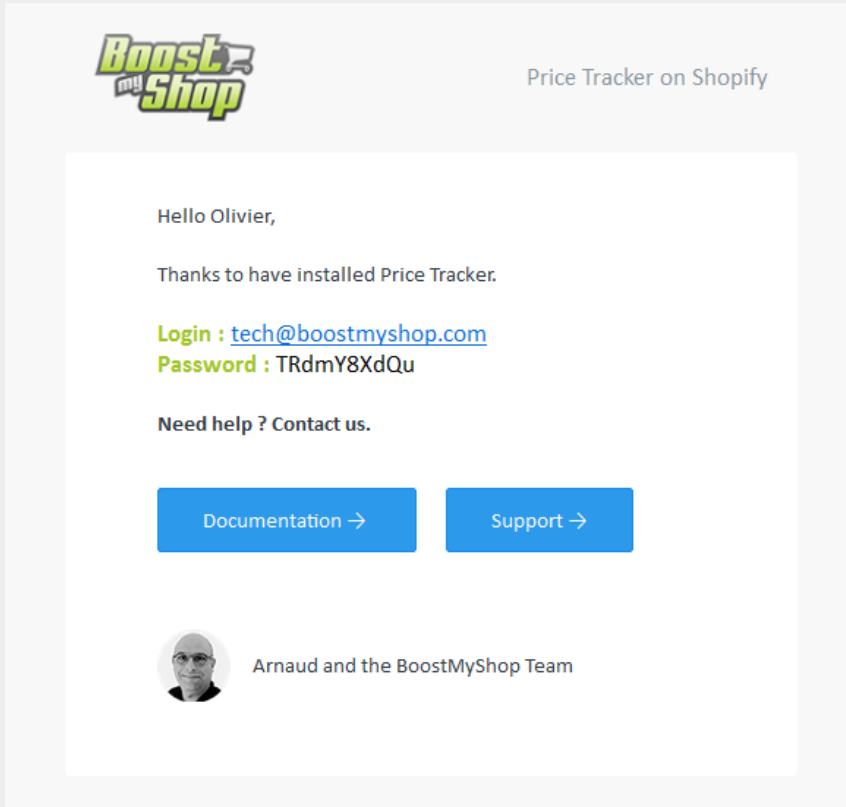 Boost
my Shop
Price Tracker on Shopify
Hello Olivier,
Thanks to have installed Price Tracker.
Login : tech@boostmyshop.com
Password : TRdmY8XdQu
Need help ? Contact us.
Documentation →
Support →
Arnaud and the BoostMyShop Team